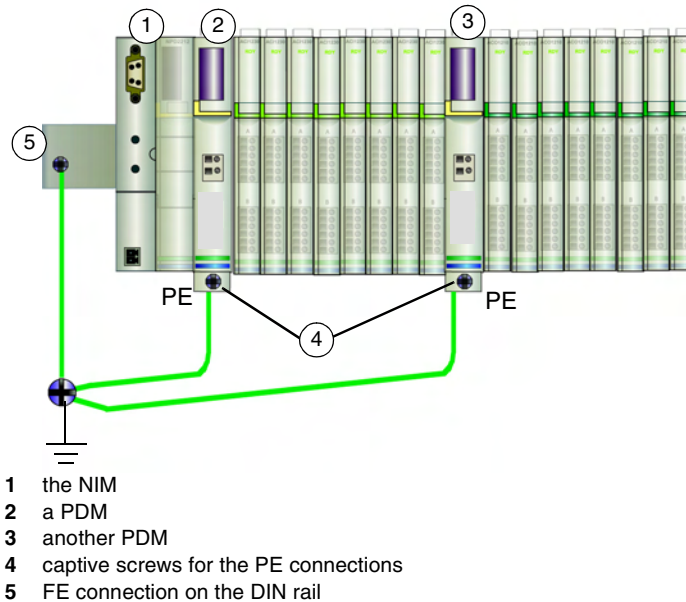 1
2
3
5
PE
PE
4
1 the NIM
2 a PDM
3 another PDM
4 captive screws for the PE connections
5 FE connection on the DIN rail